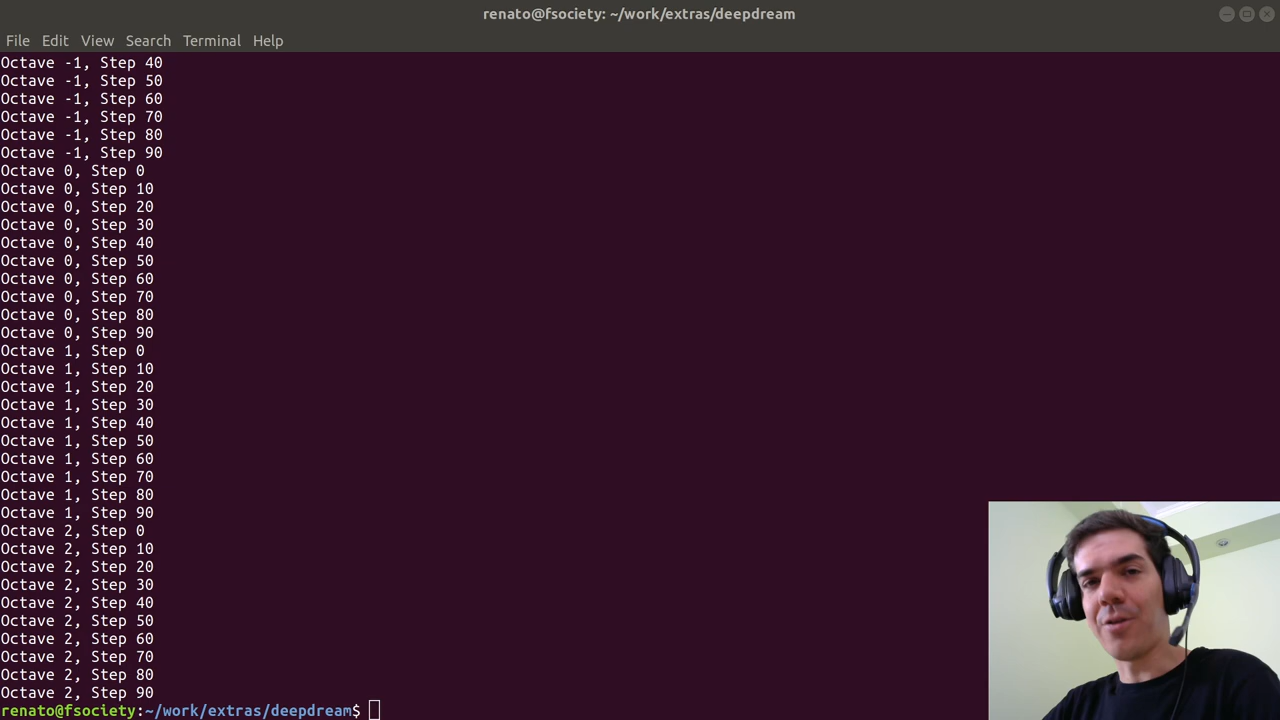 renato@fsociety: ~/work/extras/deepdream
File Edit View Search Terminal Help
Octave -1, Step 40
Octave -1, Step 50
Octave -1, Step 60
Octave -1, Step 70
Octave -1, Step 80
Octave -1, Step 90
Octave 0, Step 0
Octave 0, Step 10
Octave 0, Step 20
Octave 0, Step 30
Octave 0, Step 40
Octave 0, Step 50
Octave 0, Step 60
Octave 0, Step 70
Octave 0, Step 80
Octave 0, Step 90
Octave 1, Step 0
Octave 1, Step 10
Octave 1, Step 20
Octave 1, Step 30
Octave 1, Step 40
Octave 1, Step 50
Octave 1, Step 60
Octave 1, Step 70
Octave 1, Step 80
Octave 1, Step 90
Octave 2, Step 0
Octave 2, Step 10
Octave 2, Step 20
Octave 2, Step 30
Octave 2, Step 40
Octave 2, Step 50
Octave 2, Step 60
Octave 2, Step 70
Octave 2, Step 80
Octave 2, Step 90
renato@fsociety:~/work/extras/deepdream$